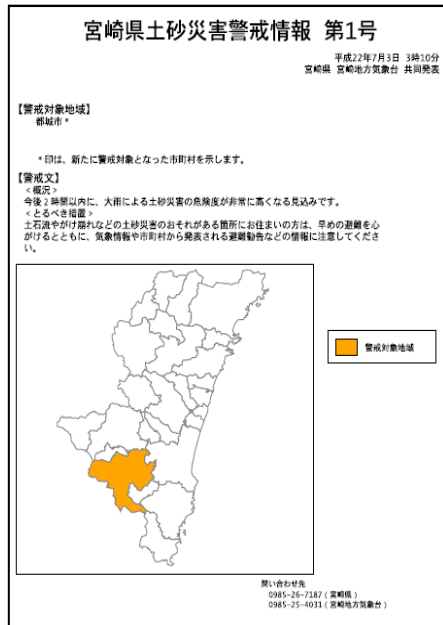 宮崎県土砂災害警戒情報 第1号
平成22年7月3日 3時10分
宮崎県 宮崎地方気象台 共同発表
【警戒対象地域】
都城市 *
* 印は、新たに警戒対象となった市町村を示します。
【警戒文】
<概況>
今後２時間以内に、大雨による土砂災害の危険度が非常に高くなる見込みです。
<とるべき措置>
土石流やがけ崩れなどの土砂災害のおそれがある箇所にお住まいの方は、早めの避難を心
がけるとともに、気象情報や市町村から発表される避難勧告などの情報に注意してくださ
い。
警戒対象地域
問い合わせ先
0985-26-7187 ( 宮崎県 )
0985-25-4031 ( 宮崎地方気象台 )